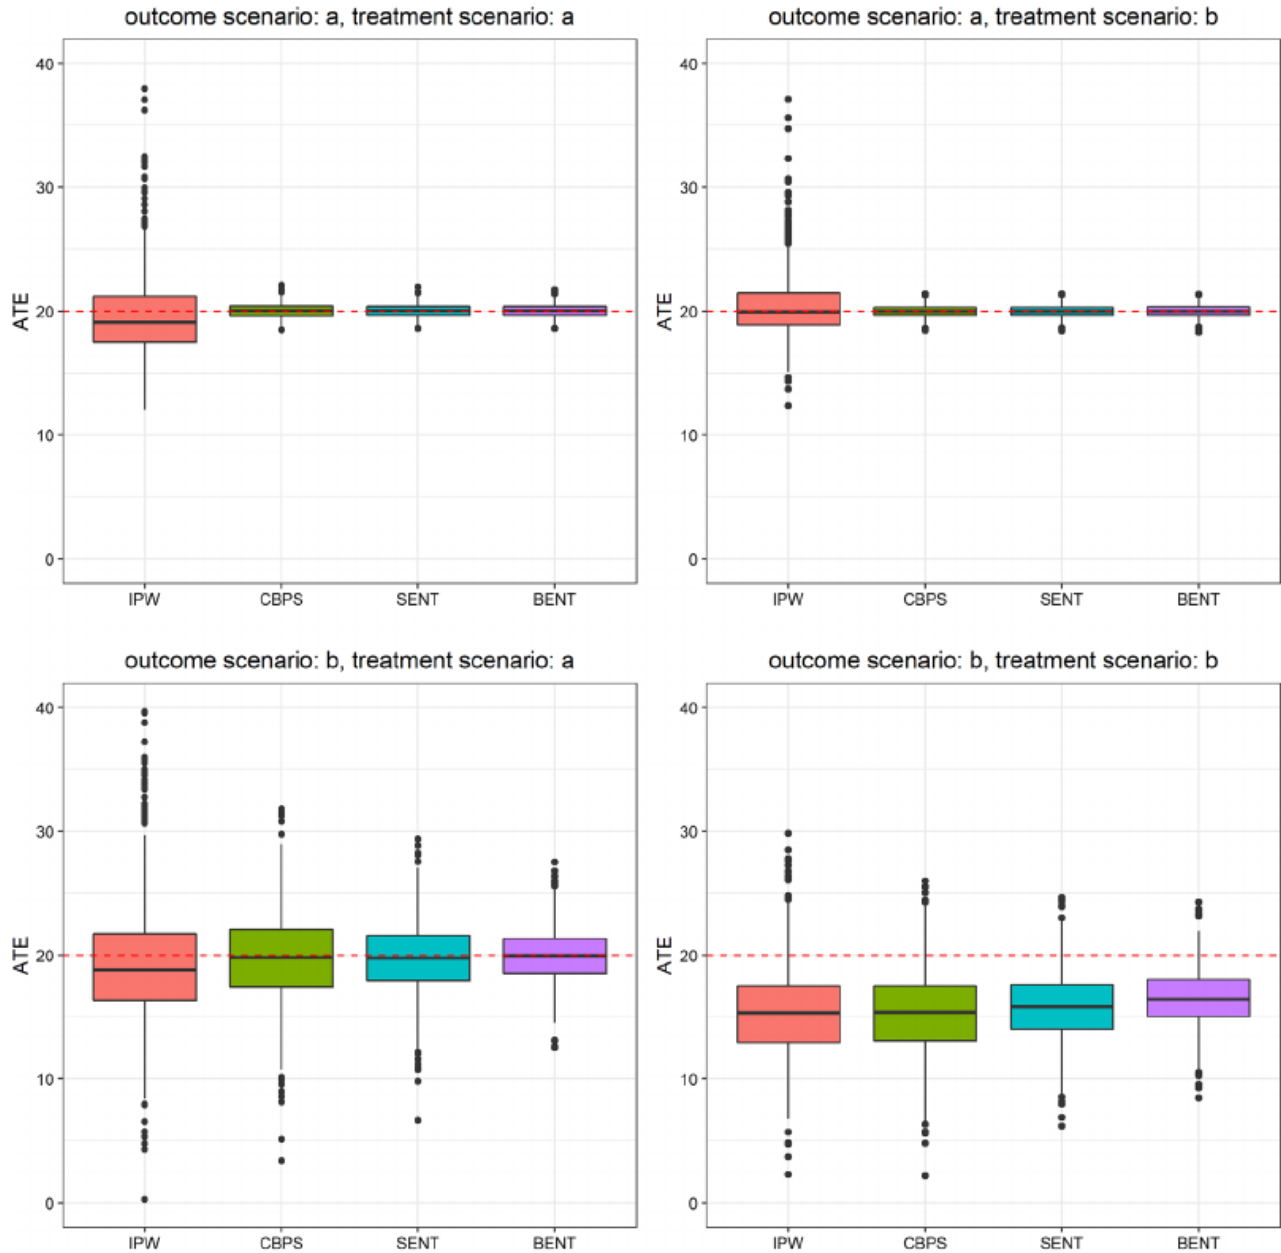 outcome scenario: a, treatment scenario: a
40
30
20
10
0
ATE
IPW CBPS SENT BENT
outcome scenario: a, treatment scenario: b
40
30
20
10
0
ATE
IPW CBPS SENT BENT
outcome scenario: b, treatment scenario: a
40
30
20
10
0
ATE
IPW CBPS SENT BENT
outcome scenario: b, treatment scenario: b
40
30
20
10
0
ATE
IPW CBPS SENT BENT